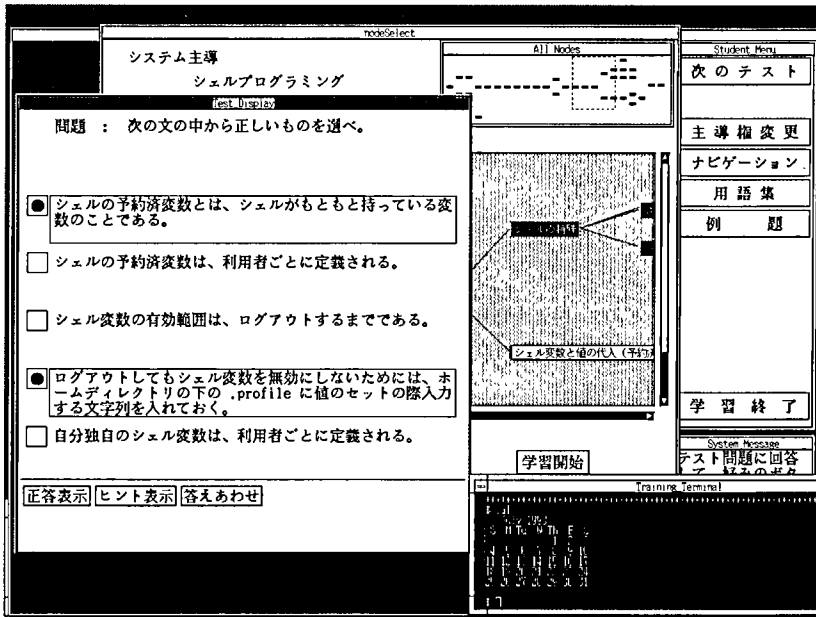 nodeSelect
システム主導
シェルプログラミング
All Nodes
Student Menu
次のテスト
主導権変更
ナビゲーション
用語集
例 題
学習終了
Test Display
問題 : 次の文の中から正しいものを選べ。
シェルの予約済変数とは、シェルがもともと持っている変
数のことである。
シェルの予約済変数は、利用者ごとに定義される。
シェル変数の有効範囲は、ログアウトするまでである。
ログアウトしてもシェル変数を無効にしないためには、ホ
ームディレクトリの下の .profile に値のセットの際入力
する文字列を入れておく。
自分独自のシェル変数は、利用者ごとに定義される。
正答表示 ヒント表示 答えあわせ
シェル変数と値の代入 (予約
学習開始
System Message
テスト問題に回答
Training Terminal